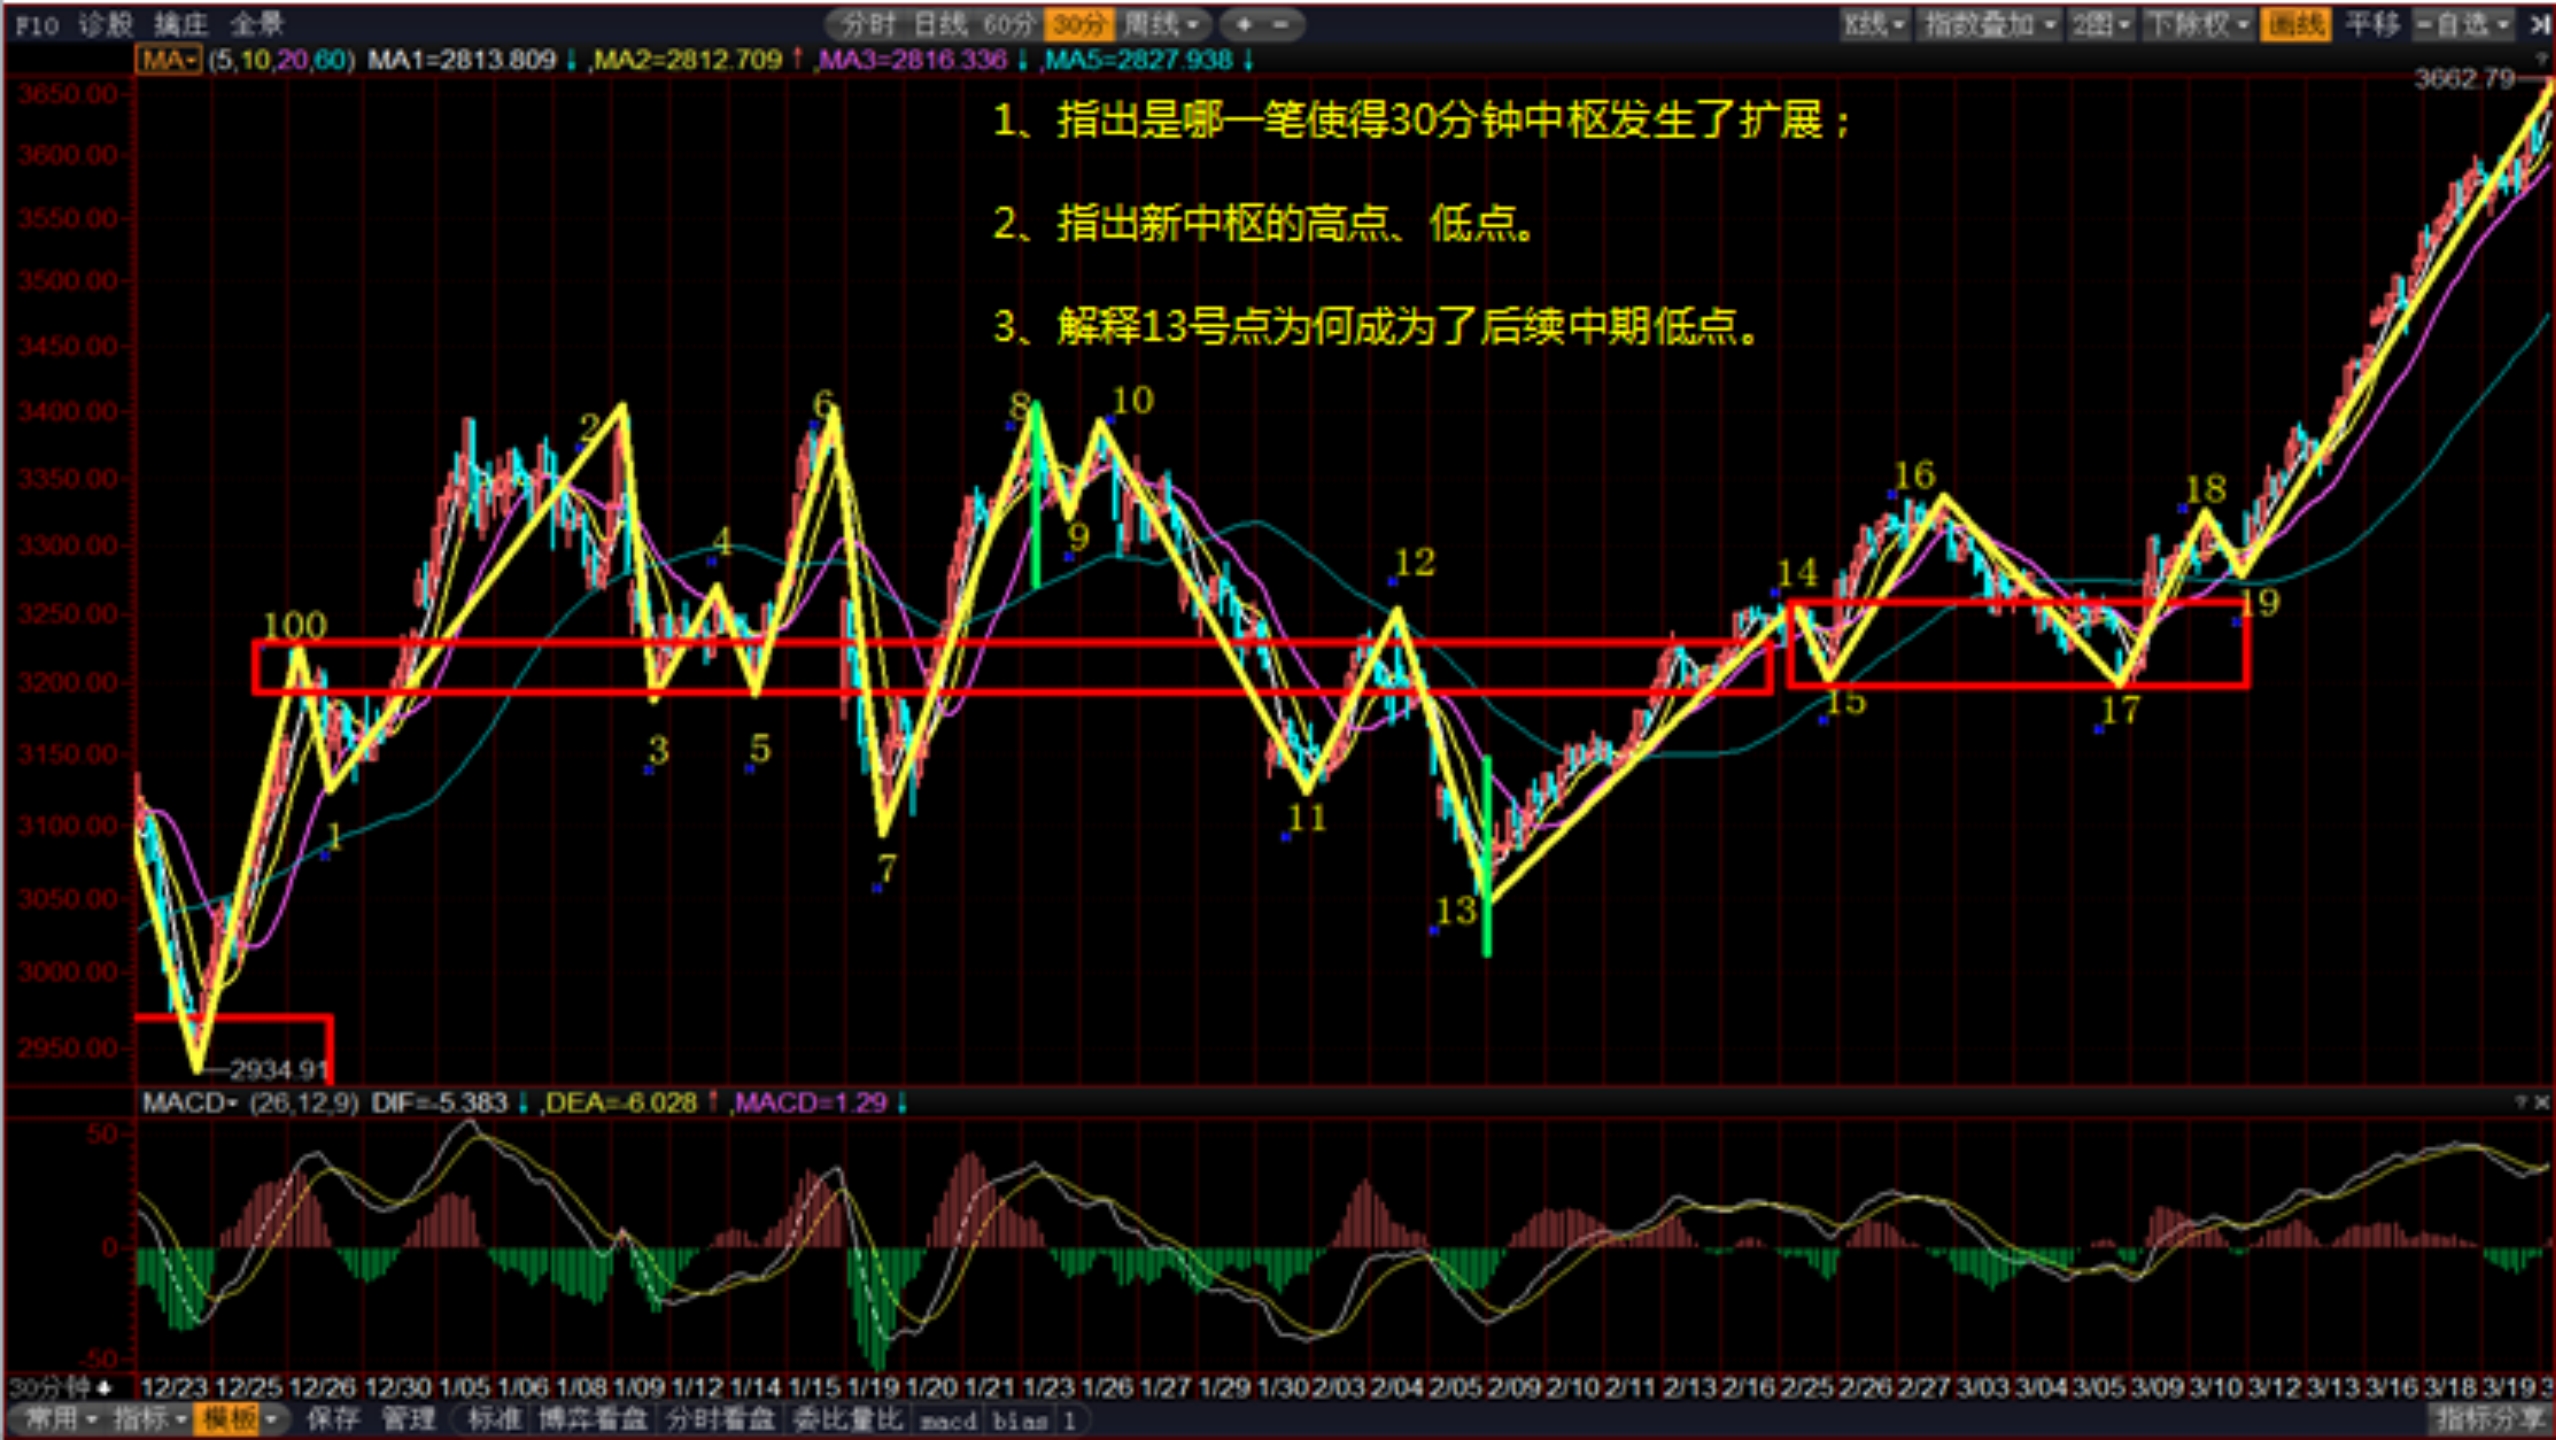 F10 诊股 擒庄 全景 分时 日线 60分 30分 周线 + - K线 指数叠加 2图 下除权 画线 平移 -自选
MA (5,10,20,60) MA1=2813.809↓ ,MA2=2812.709↑ ,MA3=2816.336↓ ,MA5=2827.938↓ ?
3662.79
3650.00
1、指出是哪一笔使得30分钟中枢发生了扩展；
3600.00
3550.00
2、指出新中枢的高点、低点。
3500.00
3450.00
3、解释13号点为何成为了后续中期低点。
3400.00
2 6 8 10
3350.00
16 18
3300.00
4 9 12 14 19
3250.00
100
3200.00
3 5 15 17
3150.00
1 7 11
3100.00
3050.00
13
3000.00
2950.00
2934.91
MACD (26,12,9) DIF=-5.383↓ ,DEA=-6.028↑ ,MACD=1.29↓ ? ×
50
0
-50
30分钟 12/23 12/25 12/26 12/30 1/05 1/06 1/08 1/09 1/12 1/14 1/15 1/19 1/20 1/21 1/23 1/26 1/27 1/29 1/30 2/03 2/04 2/05 2/09 2/10 2/11 2/13 2/16 2/25 2/27 3/03 3/04 3/05 3/09 3/10 3/12 3/13 3/16 3/18 3/19 3
常用 指标 模板 保存 管理 标准 博弈看盘 分时看盘 委比量比 macd bias 1 指标分享